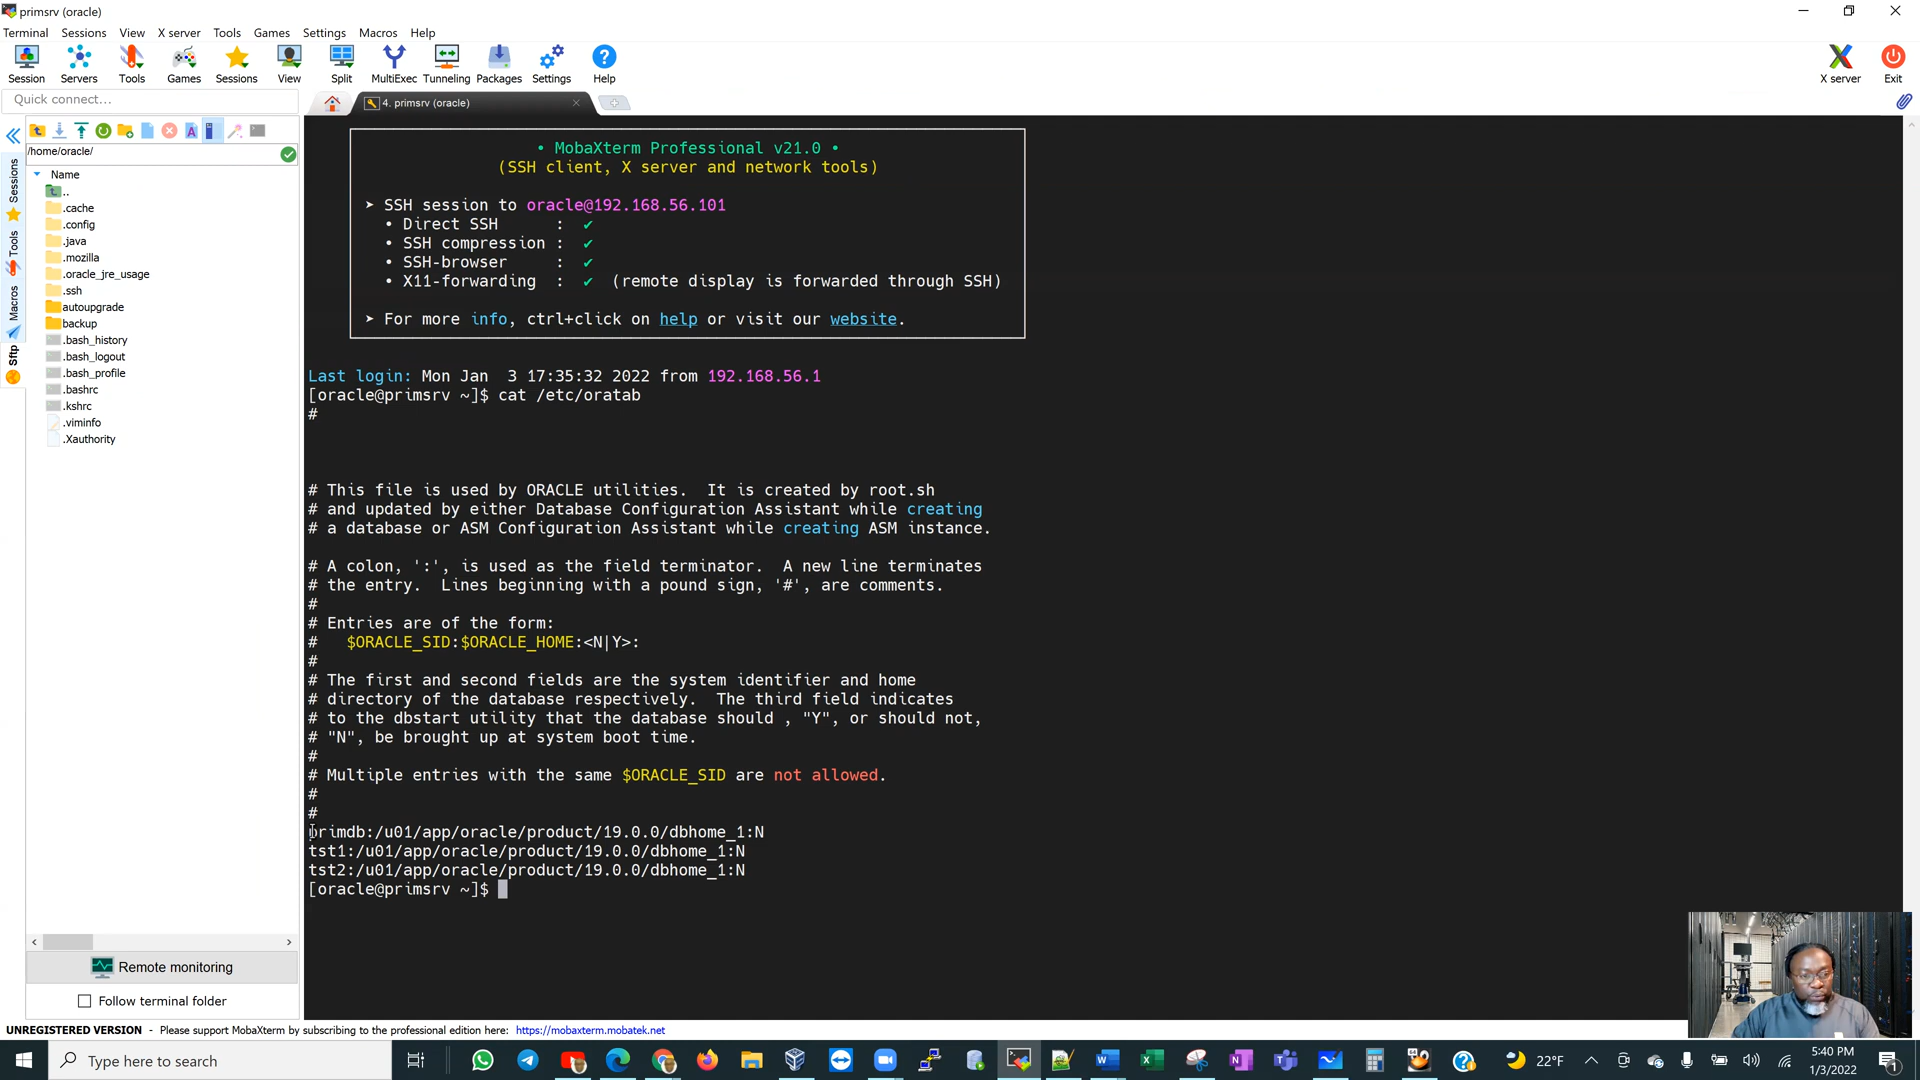 primsrv (oracle)
Terminal Sessions View X server Tools Games Settings Macros Help
Session Servers Tools Games Sessions View Split MultiExec Tunneling Packages Settings Help X server Exit
Quick connect...
4. primsrv (oracle)
/home/oracle/
Name
..
.cache
.config
.java
.mozilla
.oracle_jre_usage
.ssh
autoupgrade
backup
.bash_history
.bash_logout
.bash_profile
.bashrc
.kshrc
.viminfo
.Xauthority
Sessions
Tools
Macros
Sftp
Remote monitoring
Follow terminal folder
• MobaXterm Professional v21.0 •
(SSH client, X server and network tools)
➤ SSH session to oracle@192.168.56.101
• Direct SSH : ✔
• SSH compression : ✔
• SSH-browser : ✔
• X11-forwarding : ✔ (remote display is forwarded through SSH)
➤ For more info, ctrl+click on help or visit our website.
Last login: Mon Jan 3 17:35:32 2022 from 192.168.56.1
[oracle@primsrv ~]$ cat /etc/oratab
#
# This file is used by ORACLE utilities. It is created by root.sh
# and updated by either Database Configuration Assistant while creating
# a database or ASM Configuration Assistant while creating ASM instance.
# A colon, ':', is used as the field terminator. A new line terminates
# the entry. Lines beginning with a pound sign, '#', are comments.
#
# Entries are of the form:
# $ORACLE_SID:$ORACLE_HOME:<N|Y>:
#
# The first and second fields are the system identifier and home
# directory of the database respectively. The third field indicates
# to the dbstart utility that the database should , "Y", or should not,
# "N", be brought up at system boot time.
#
# Multiple entries with the same $ORACLE_SID are not allowed.
#
#
primdb:/u01/app/oracle/product/19.0.0/dbhome_1:N
tst1:/u01/app/oracle/product/19.0.0/dbhome_1:N
tst2:/u01/app/oracle/product/19.0.0/dbhome_1:N
[oracle@primsrv ~]$
UNREGISTERED VERSION - Please support MobaXterm by subscribing to the professional edition here: https://mobaxterm.mobatek.net
Type here to search
22°F
5:40 PM
1/3/2022
1